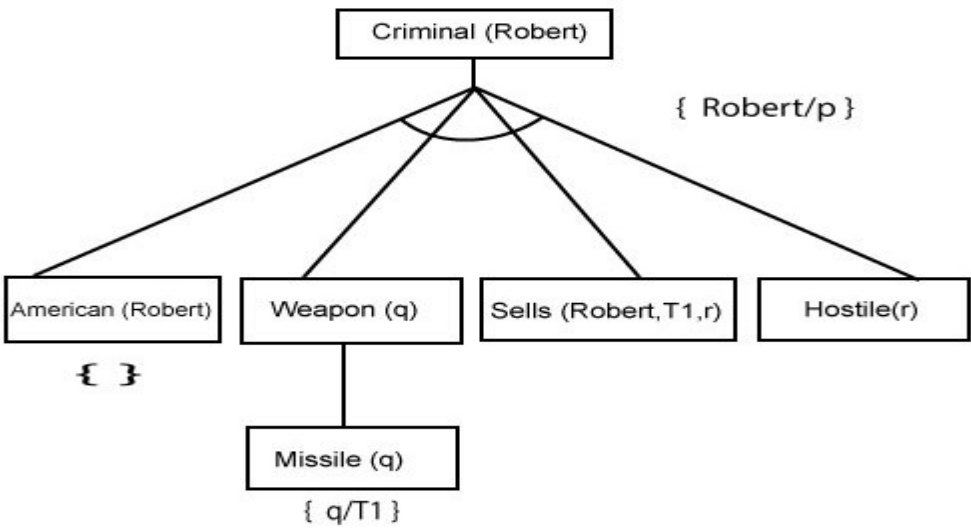 Criminal (Robert)
{ Robert/p }
American (Robert)
Weapon (q)
Sells (Robert,T1,r)
Hostile(r)
{ }
Missile (q)
{ q/T1 }